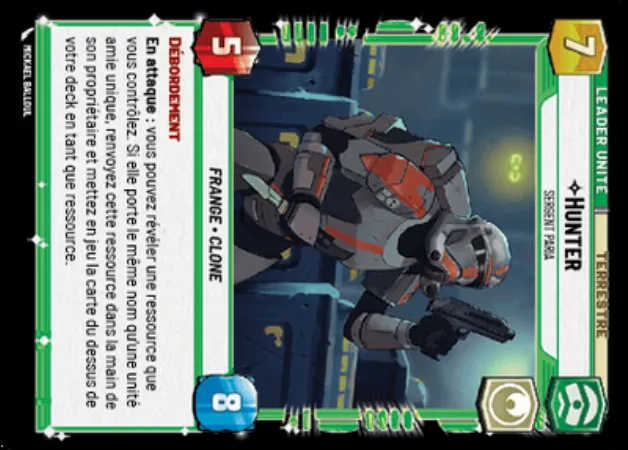 LEADER UNITÉ
TERRESTRE
7
HUNTER
SERGENT PARIA
5
FRANGE • CLONE
8
DÉBORDEMENT
En attaque : vous pouvez révéler une ressource que
vous contrôlez. Si elle porte le même nom qu'une unité
amie unique, renvoyez cette ressource dans la main de
son propriétaire et mettez en jeu la carte du dessus de
votre deck en tant que ressource.
MICKAEL BALLOUL